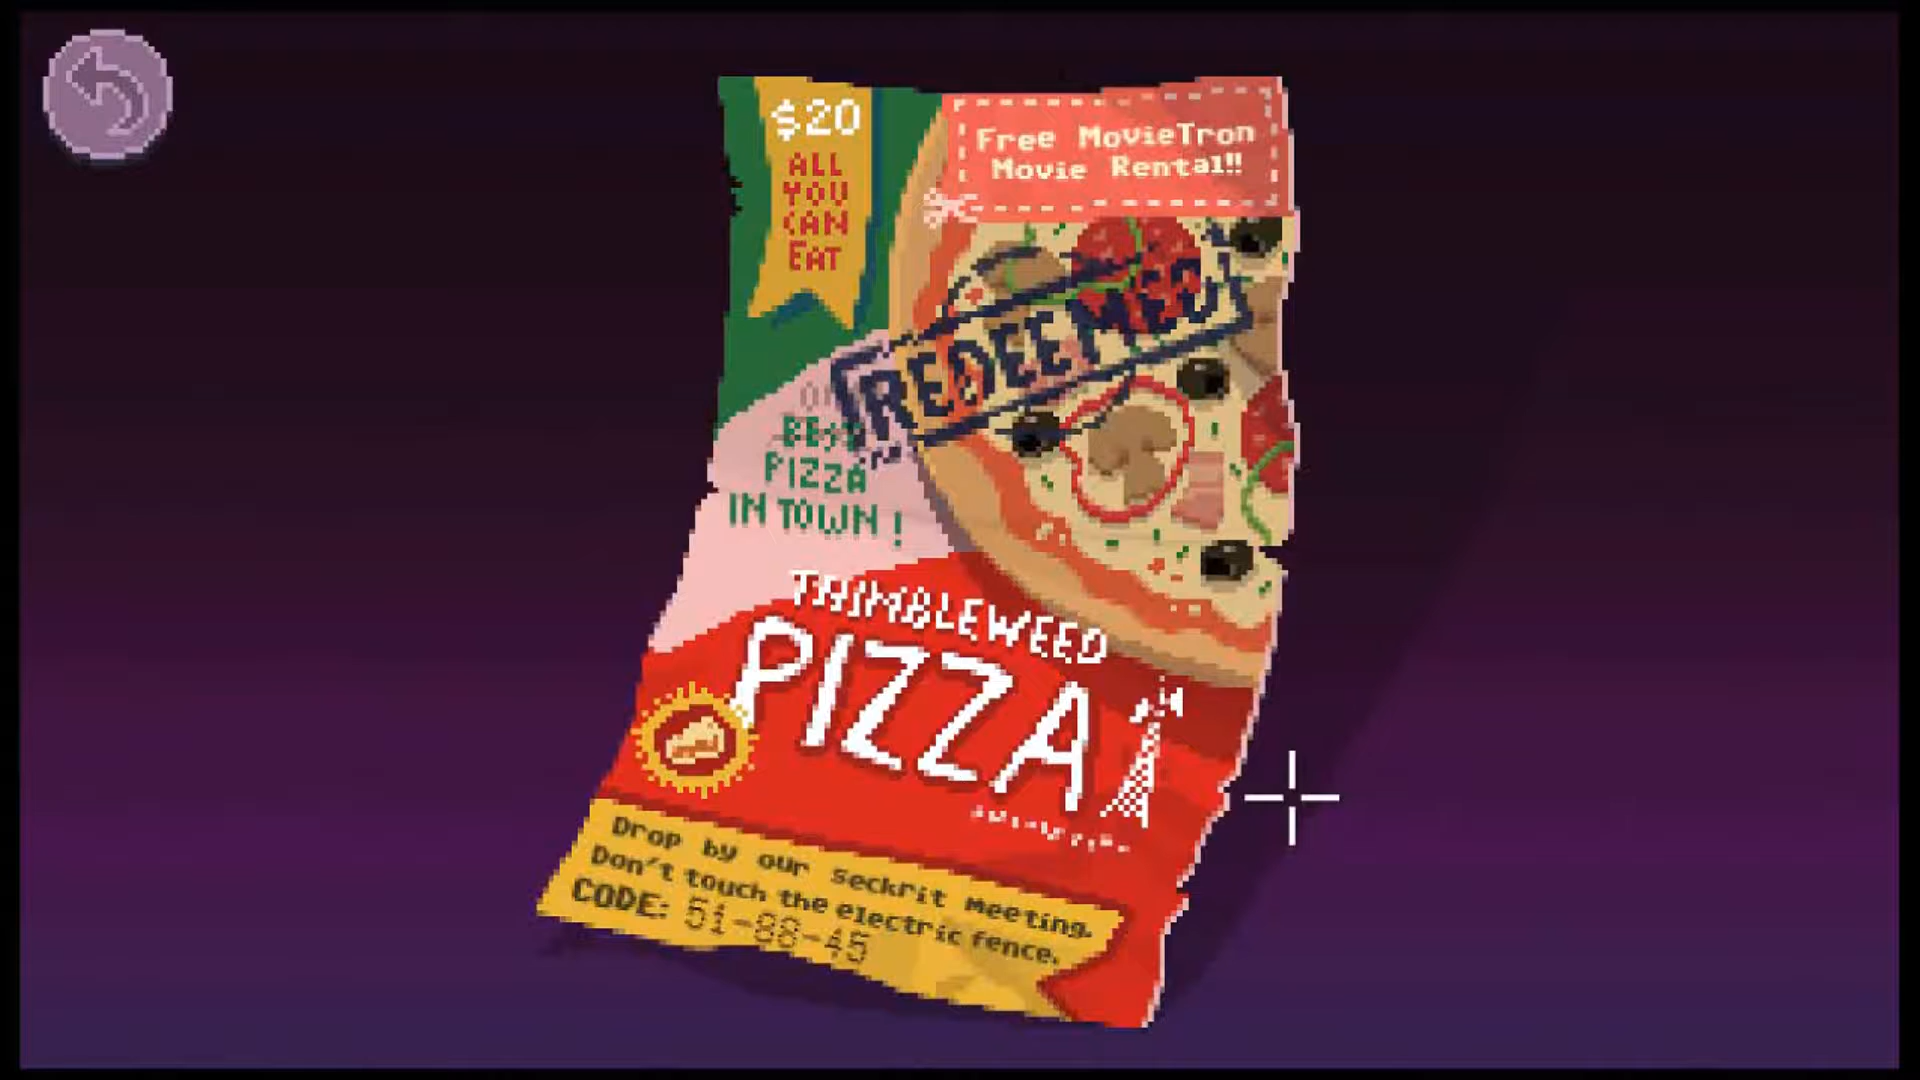 $20
ALL
YOU
CAN
EAT
Free MovieTron
Movie Rental!!
REDEEMED!
BEST
PIZZA
IN TOWN!
THIMBLEWEED
PIZZA
Drop by our seckrit meeting.
Don't touch the electric fence.
CODE: 51-88-45